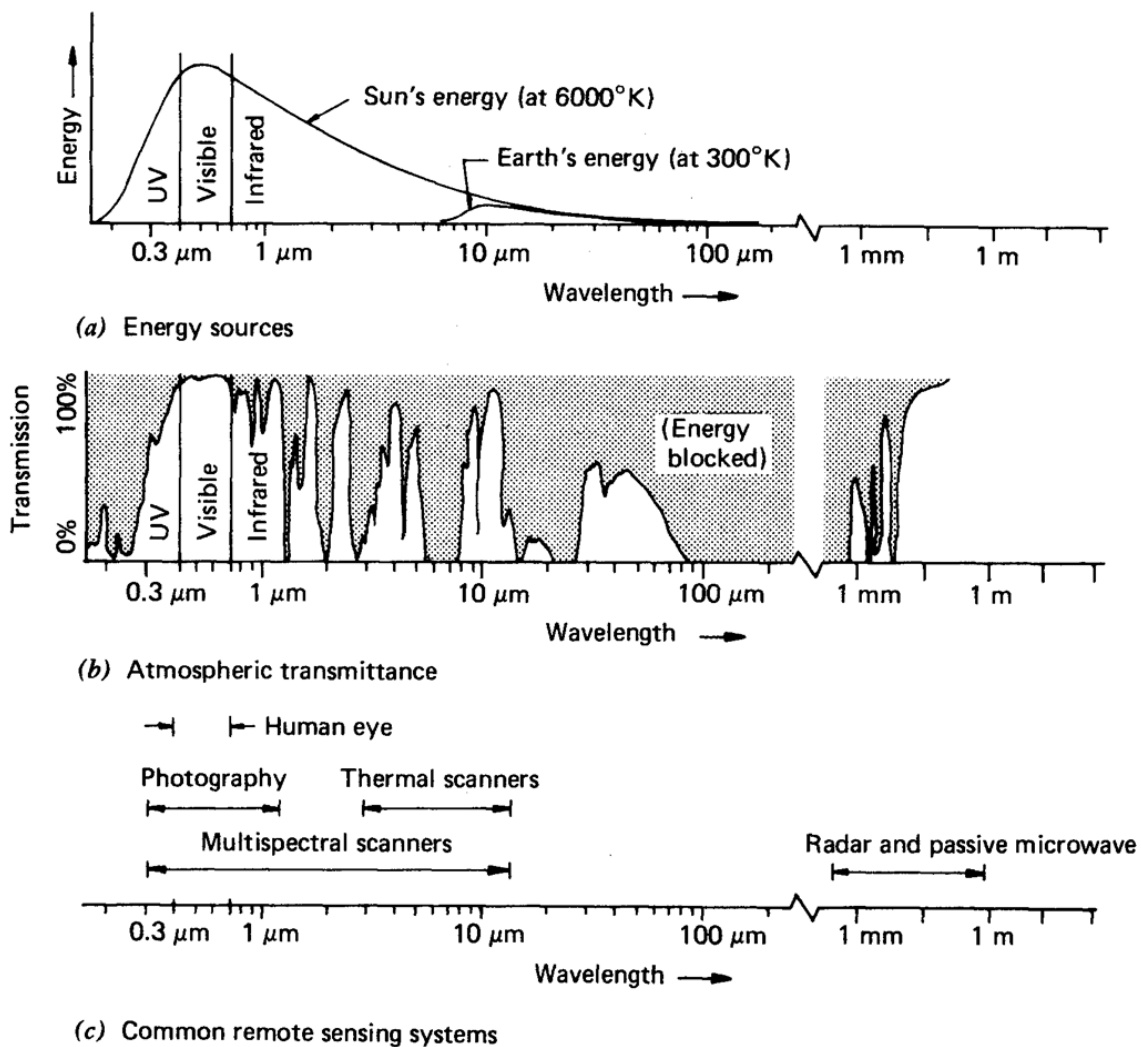 Energy
UV
Visible
Infrared
Sun's energy (at 6000°K)
Earth's energy (at 300°K)
0.3 μm 1 μm 10 μm 100 μm 1 mm 1 m
Wavelength
(a) Energy sources
Transmission
0% 100%
UV
Visible
Infrared
(Energy
blocked)
0.3 μm 1 μm 10 μm 100 μm 1 mm 1 m
Wavelength
(b) Atmospheric transmittance
Human eye
Photography Thermal scanners
Multispectral scanners Radar and passive microwave
0.3 μm 1 μm 10 μm 100 μm 1 mm 1 m
Wavelength
(c) Common remote sensing systems